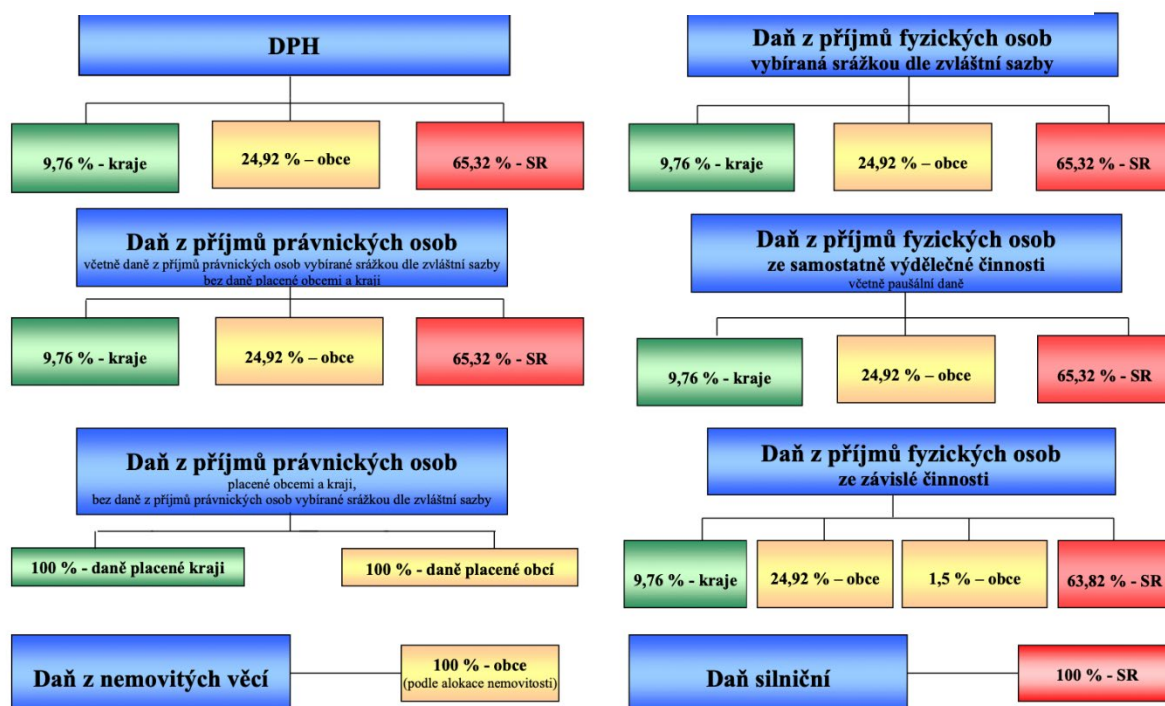 DPH
9,76 % - kraje
24,92 % – obce
65,32 % - SR
Daň z příjmů fyzických osob
vybíraná srážkou dle zvláštní sazby
9,76 % - kraje
24,92 % – obce
65,32 % - SR
Daň z příjmů právnických osob
včetně daně z příjmů právnických osob vybírané srážkou dle zvláštní sazby
bez daně placené obcemi a kraji
9,76 % - kraje
24,92 % – obce
65,32 % - SR
Daň z příjmů fyzických osob
ze samostatně výdělečné činnosti
včetně paušální daně
9,76 % - kraje
24,92 % – obce
65,32 % - SR
Daň z příjmů právnických osob
placené obcemi a kraji,
bez daně z příjmů právnických osob vybírané srážkou dle zvláštní sazby
100 % - daně placené kraji
100 % - daně placené obcí
Daň z příjmů fyzických osob
ze závislé činnosti
9,76 % - kraje
24,92 % – obce
1,5 % – obce
63,82 % - SR
Daň z nemovitých věcí
100 % - obce
(podle alokace nemovitosti)
Daň silniční
100 % - SR